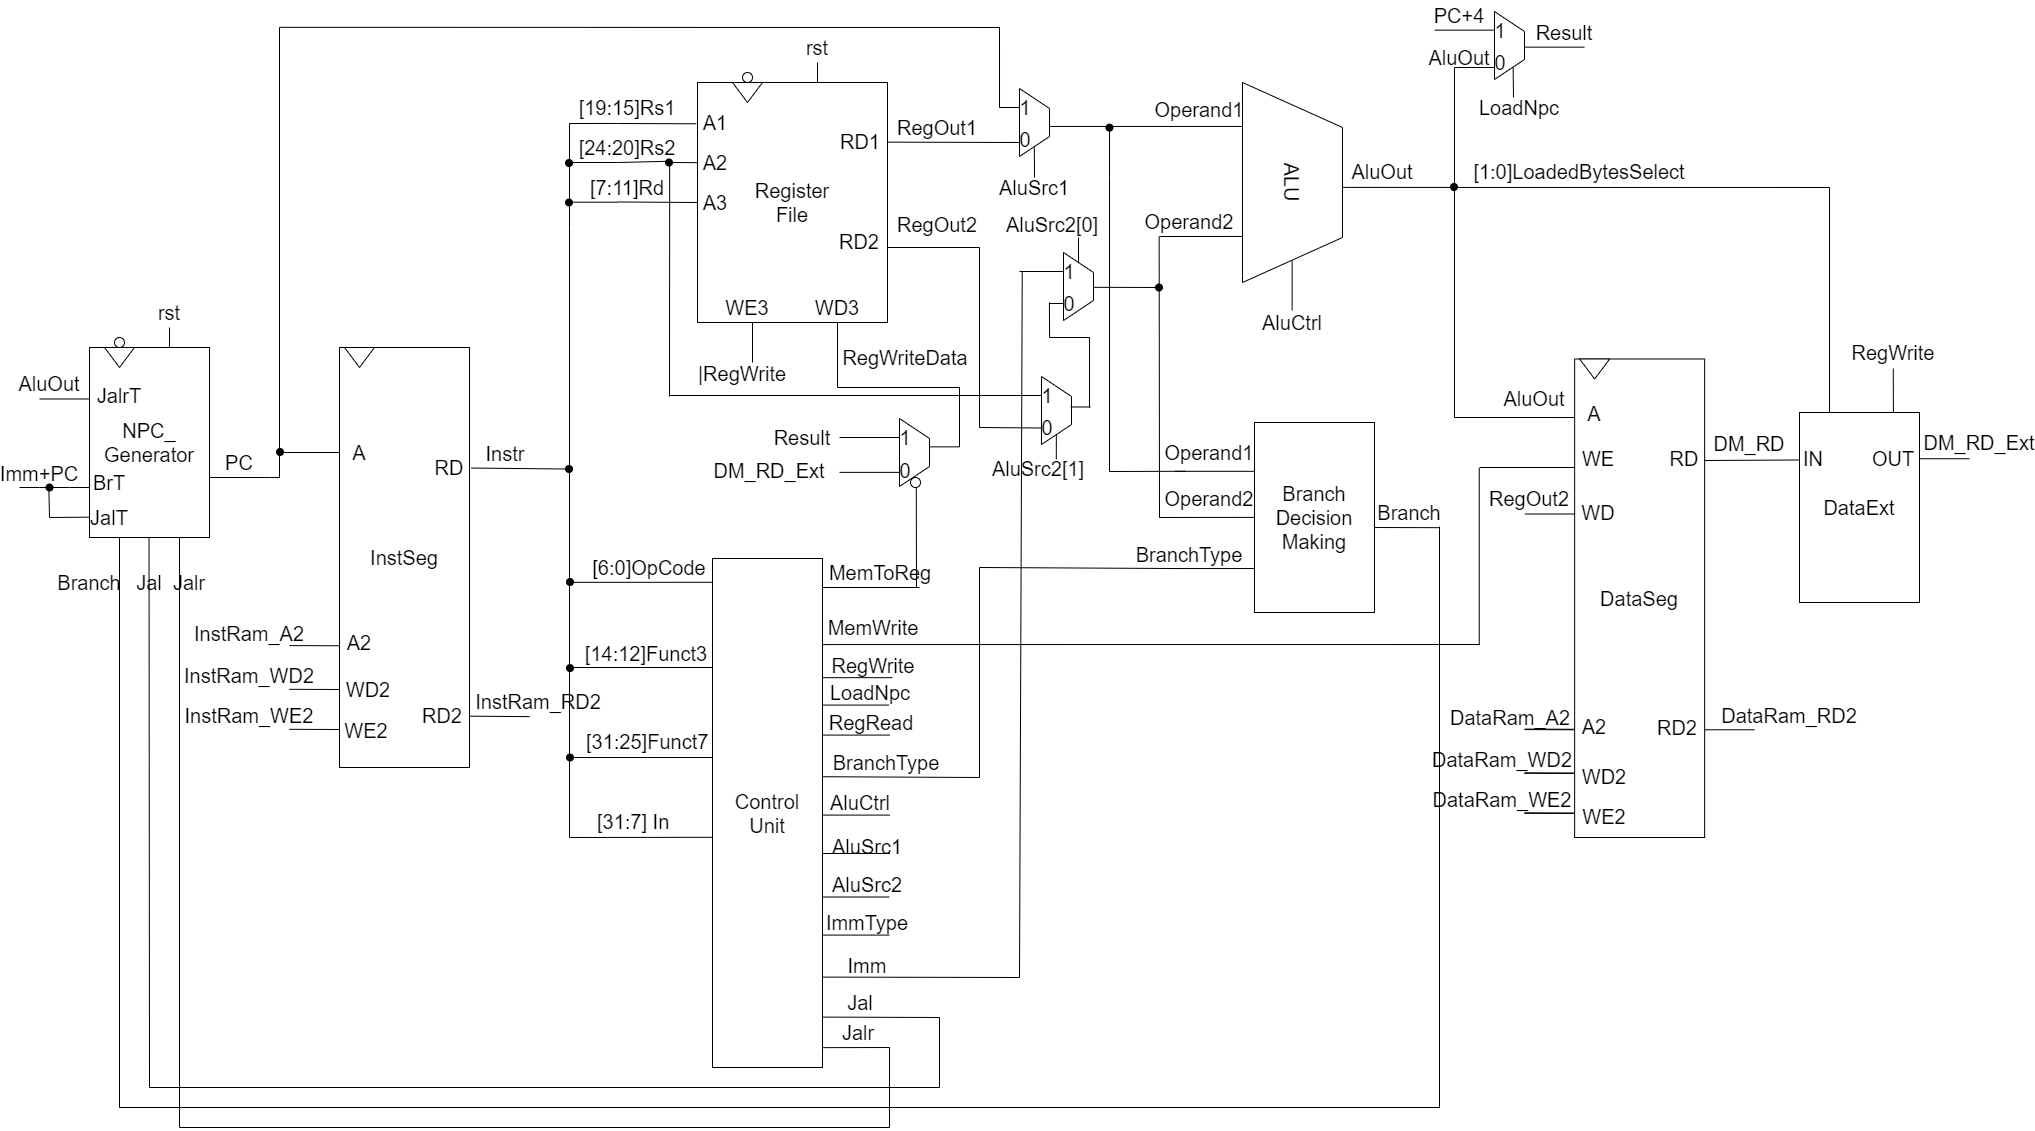 PC+4
1
Result
AluOut
0
LoadNpc
rst
[19:15]Rs1
A1
[24:20]Rs2
A2
[7:11]Rd
A3
Register
File
RD1
RegOut1
RD2
RegOut2
WE3
WD3
|RegWrite
RegWriteData
1
0
AluSrc1
AluSrc2[0]
1
0
1
0
AluSrc2[1]
Operand1
Operand2
ALU
AluOut
AluCtrl
[1:0]LoadedBytesSelect
rst
AluOut
JalrT
NPC_
Generator
Imm+PC
BrT
JalT
PC
Branch
Jal
Jalr
A
RD
Instr
InstSeg
InstRam_A2
A2
InstRam_WD2
WD2
InstRam_WE2
WE2
RD2
InstRam_RD2
Result
1
DM_RD_Ext
0
[6:0]OpCode
[14:12]Funct3
[31:25]Funct7
[31:7] In
Control
Unit
MemToReg
MemWrite
RegWrite
LoadNpc
RegRead
BranchType
AluCtrl
AluSrc1
AluSrc2
ImmType
Imm
Jal
Jalr
Operand1
Operand2
BranchType
Branch
Decision
Making
Branch
AluOut
A
WE
RegOut2
WD
RD
DM_RD
DataSeg
DataRam_A2
A2
DataRam_WD2
WD2
DataRam_WE2
WE2
RD2
DataRam_RD2
RegWrite
IN
OUT
DM_RD_Ext
DataExt